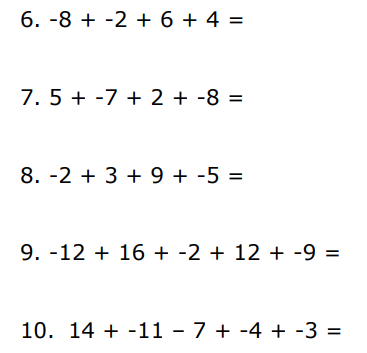 6. -8 + -2 + 6 + 4 =
7. 5 + -7 + 2 + -8 =
8. -2 + 3 + 9 + -5 =
9. -12 + 16 + -2 + 12 + -9 =
10. 14 + -11 – 7 + -4 + -3 =